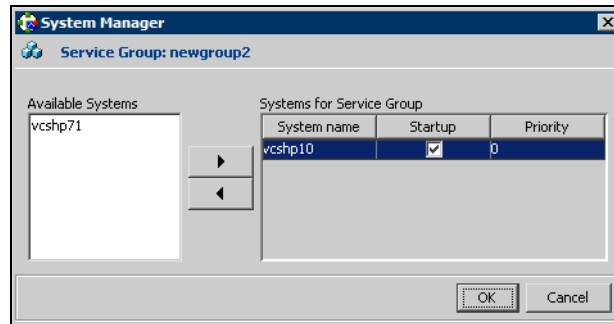 System Manager
Service Group: newgroup2
Available Systems
vcshp71
Systems for Service Group
System name Startup Priority
vcshp10 0
OK Cancel